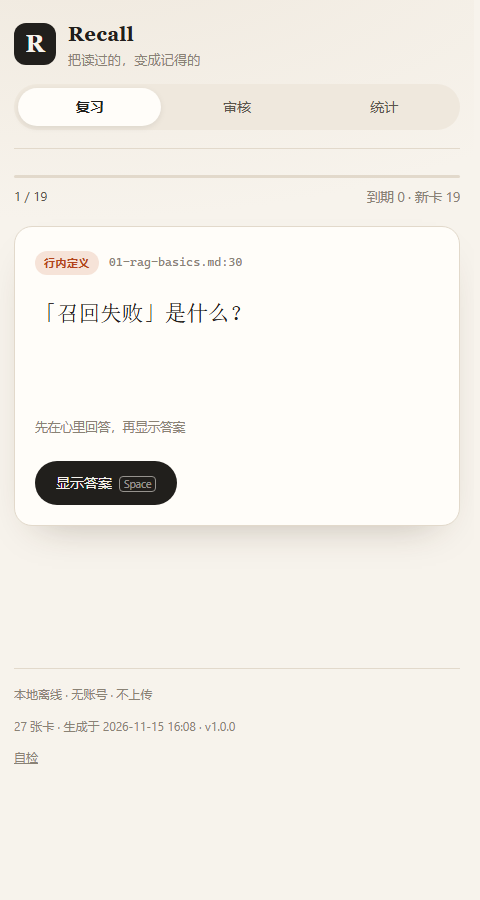 R
Recall
把读过的，变成记得的
复习
审核
统计
1 / 19
到期 0 · 新卡 19
行内定义
01-rag-basics.md:30
「召回失败」是什么？
先在心里回答，再显示答案
显示答案 Space
本地离线 · 无账号 · 不上传
27 张卡 · 生成于 2026-11-15 16:08 · v1.0.0
自检